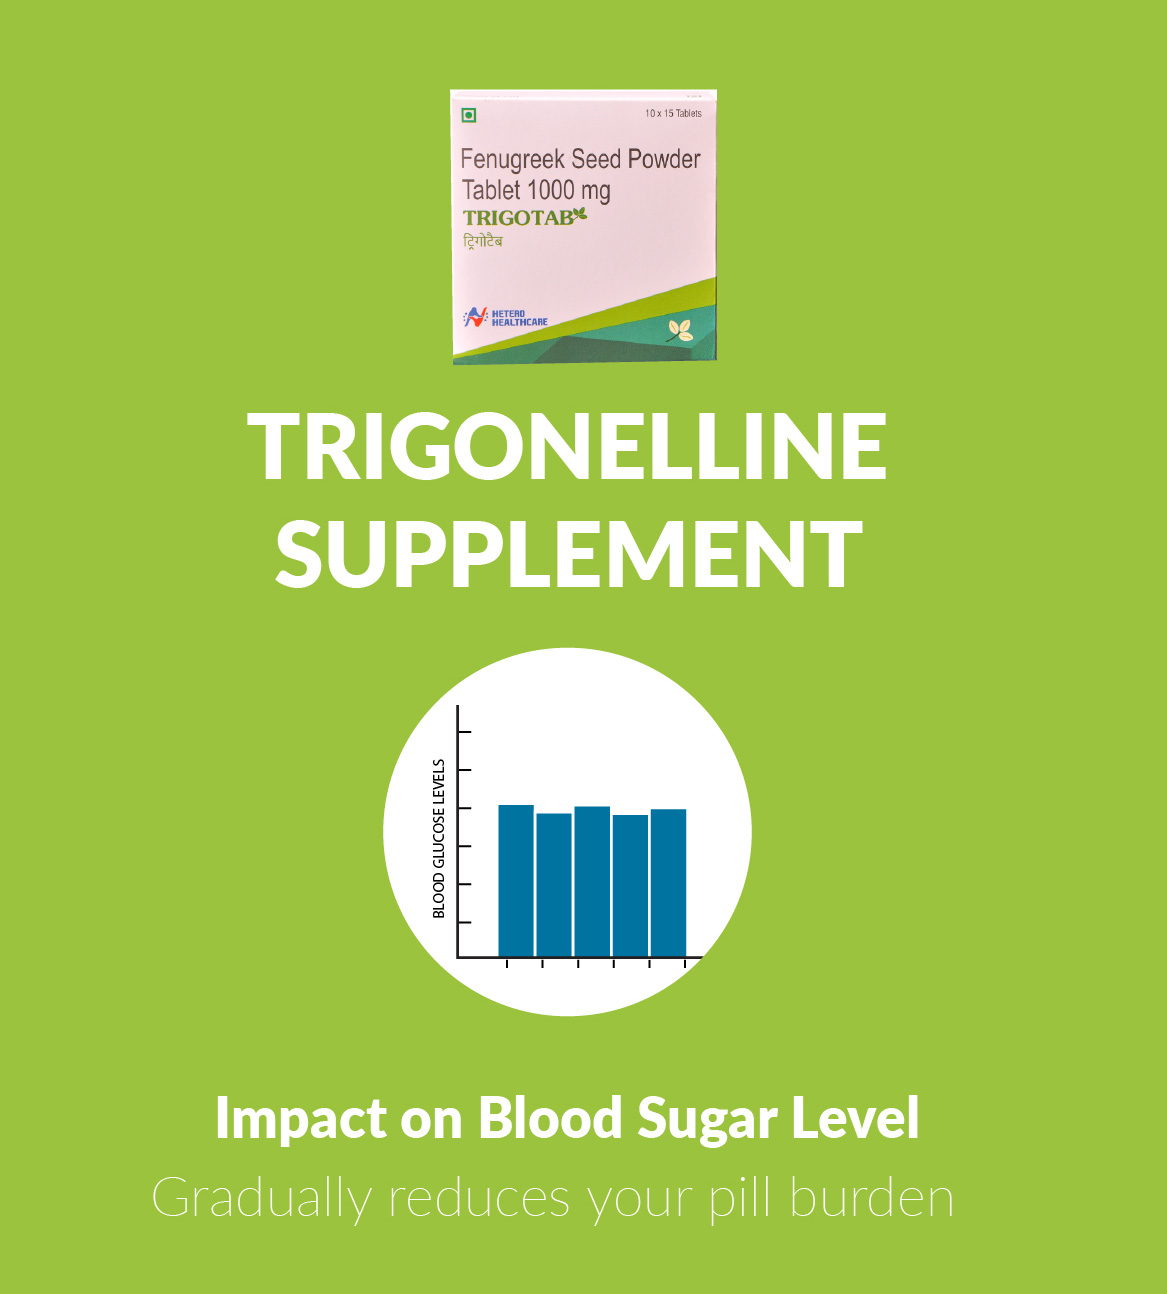 10 x 15 Tablets
Fenugreek Seed Powder
Tablet 1000 mg
TRIGOTAB
ट्रिगोटैब
HETERO
HEALTHCARE
TRIGONELLINE
SUPPLEMENT
BLOOD GLUCOSE LEVELS
Impact on Blood Sugar Level
Gradually reduces your pill burden